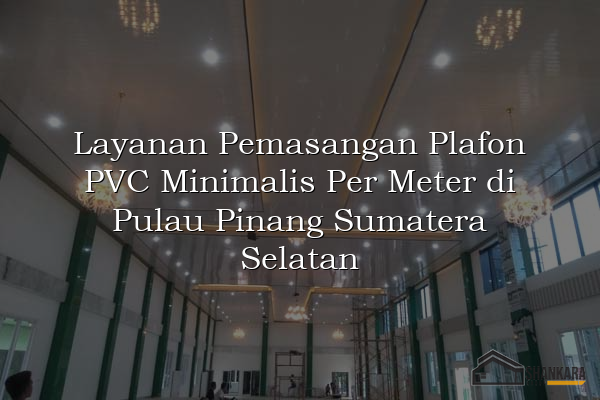 Layanan Pemasangan Plafon
PVC Minimalis Per Meter di
Pulau Pinang Sumatera
Selatan